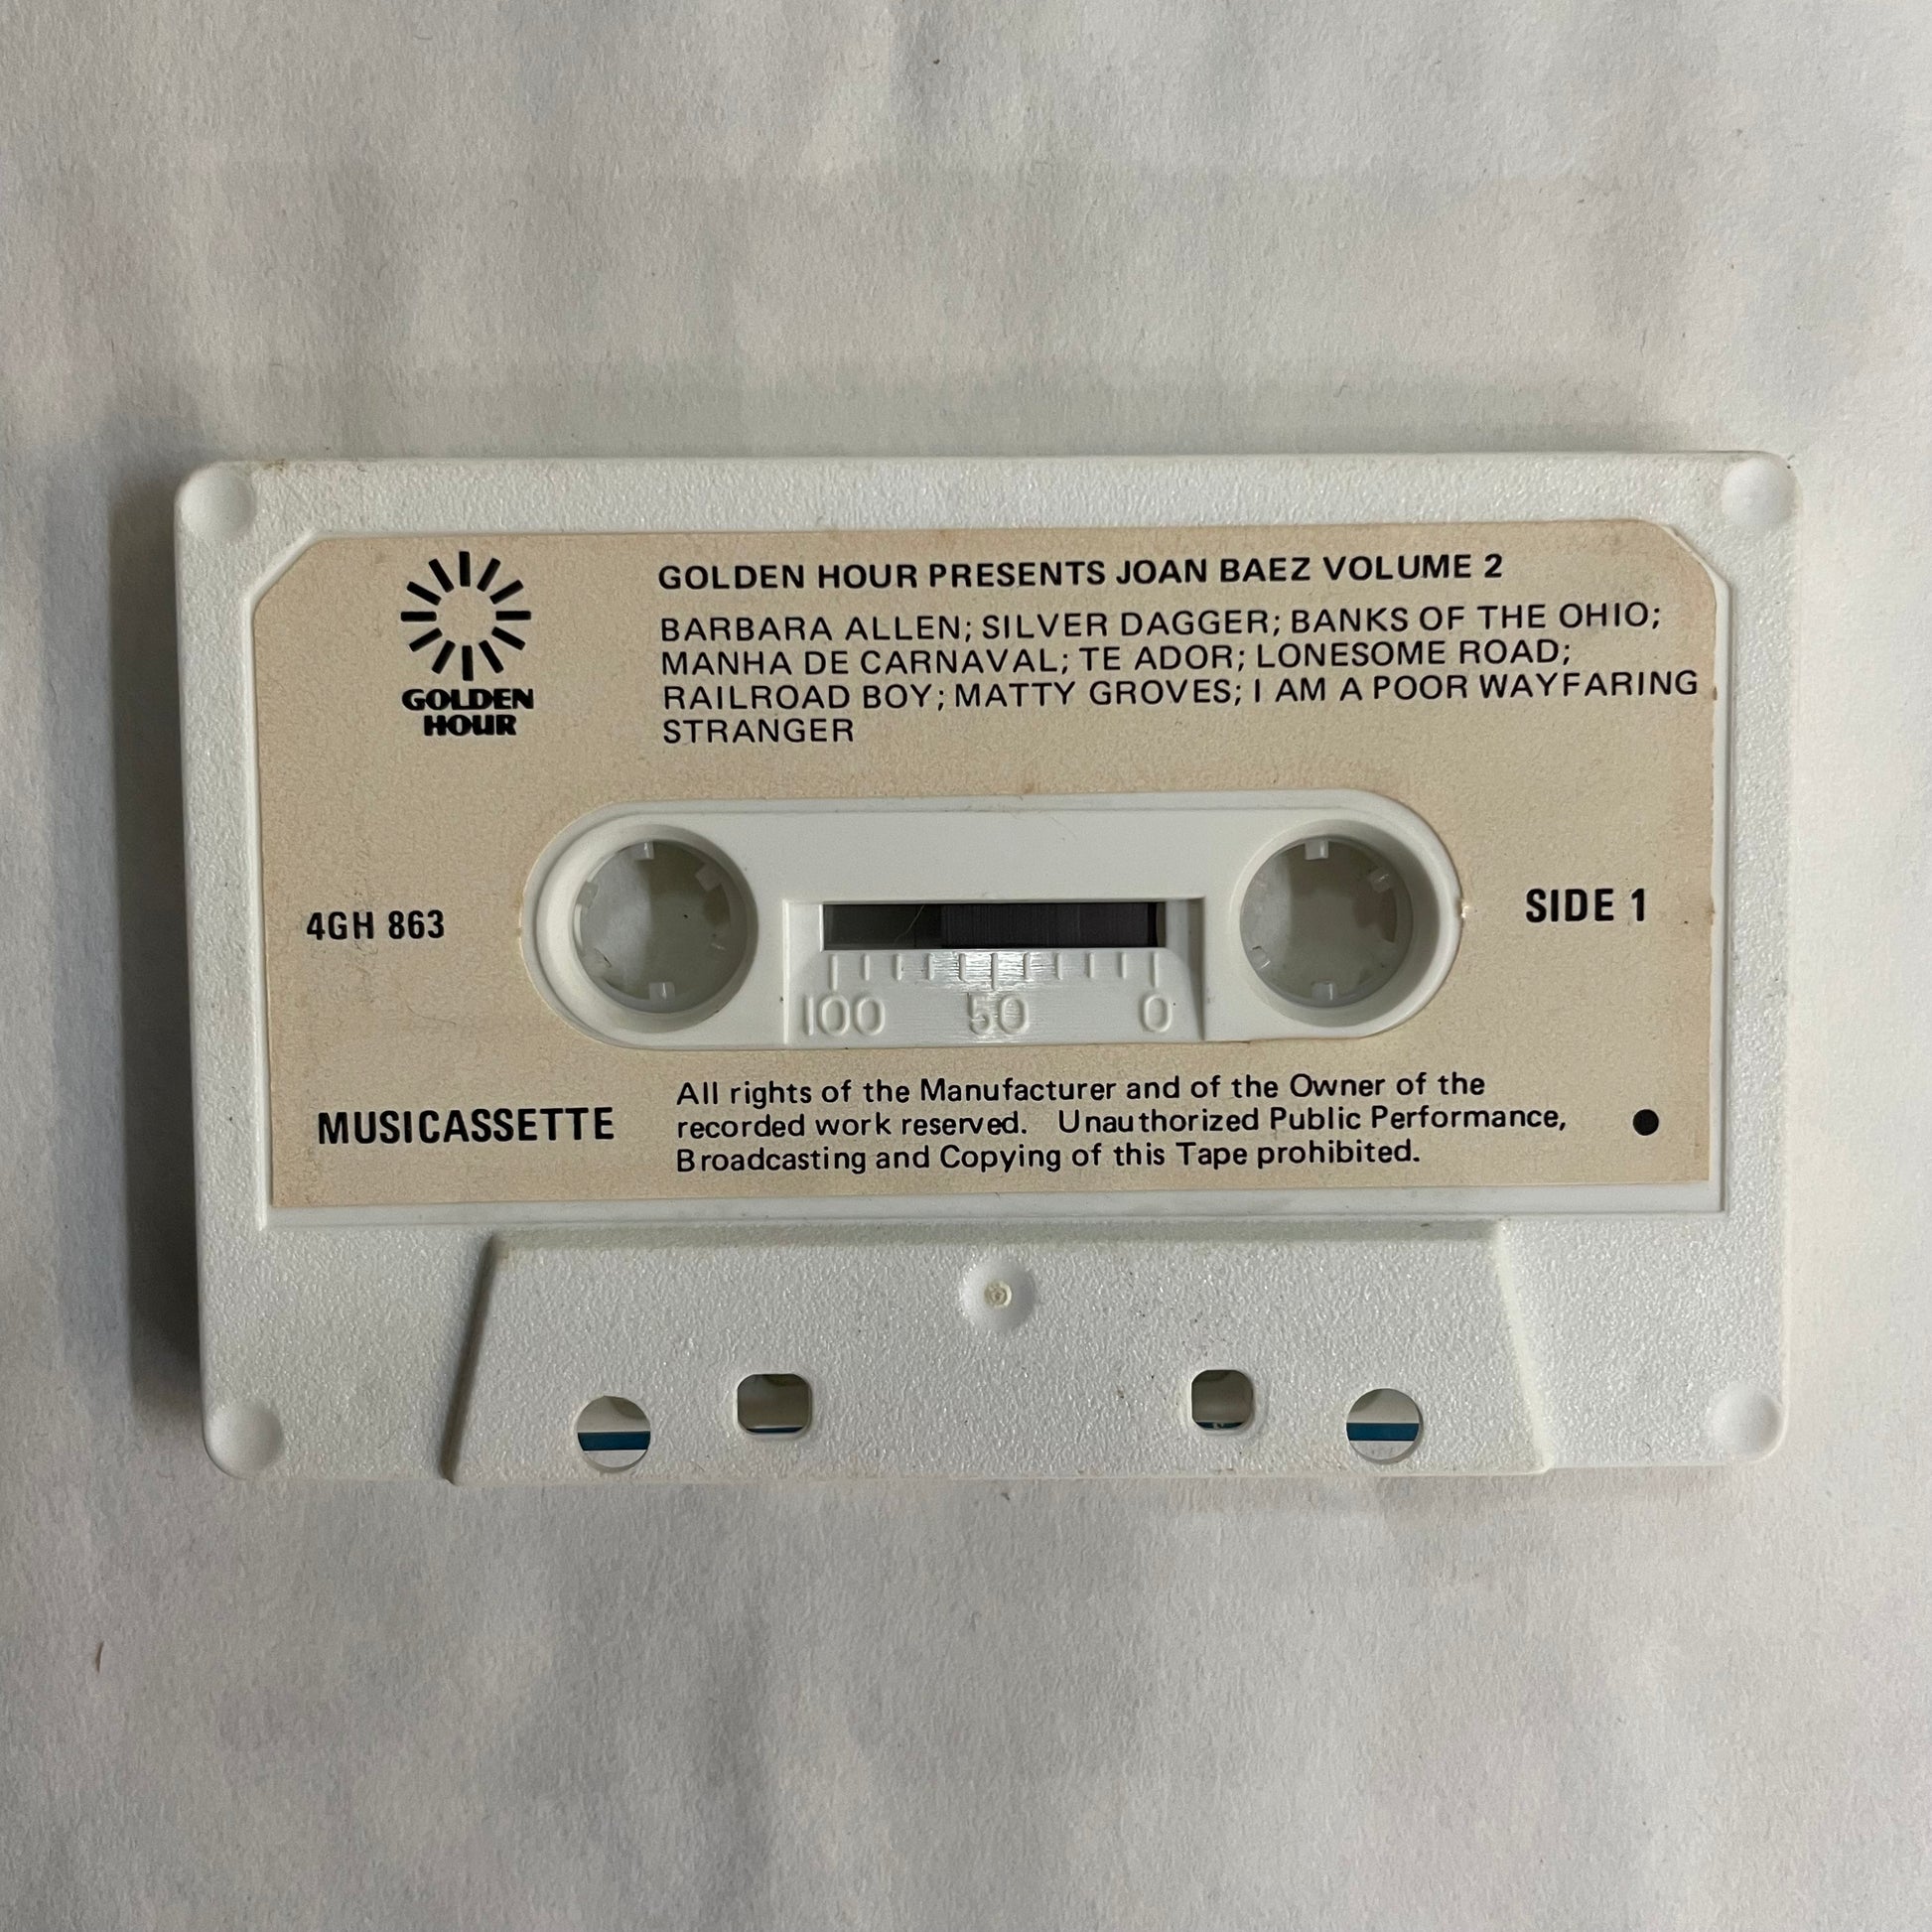 GOLDEN HOUR PRESENTS JOAN BAEZ VOLUME 2
BARBARA ALLEN; SILVER DAGGER; BANKS OF THE OHIO;
MANHA DE CARNAVAL; TE ADOR; LONESOME ROAD;
RAILROAD BOY; MATTY GROVES; I AM A POOR WAYFARING
STRANGER
GOLDEN
HOUR
4GH 863
SIDE 1
100 50 0
MUSICASSETTE
All rights of the Manufacturer and of the Owner of the
recorded work reserved. Unauthorized Public Performance,
Broadcasting and Copying of this Tape prohibited.